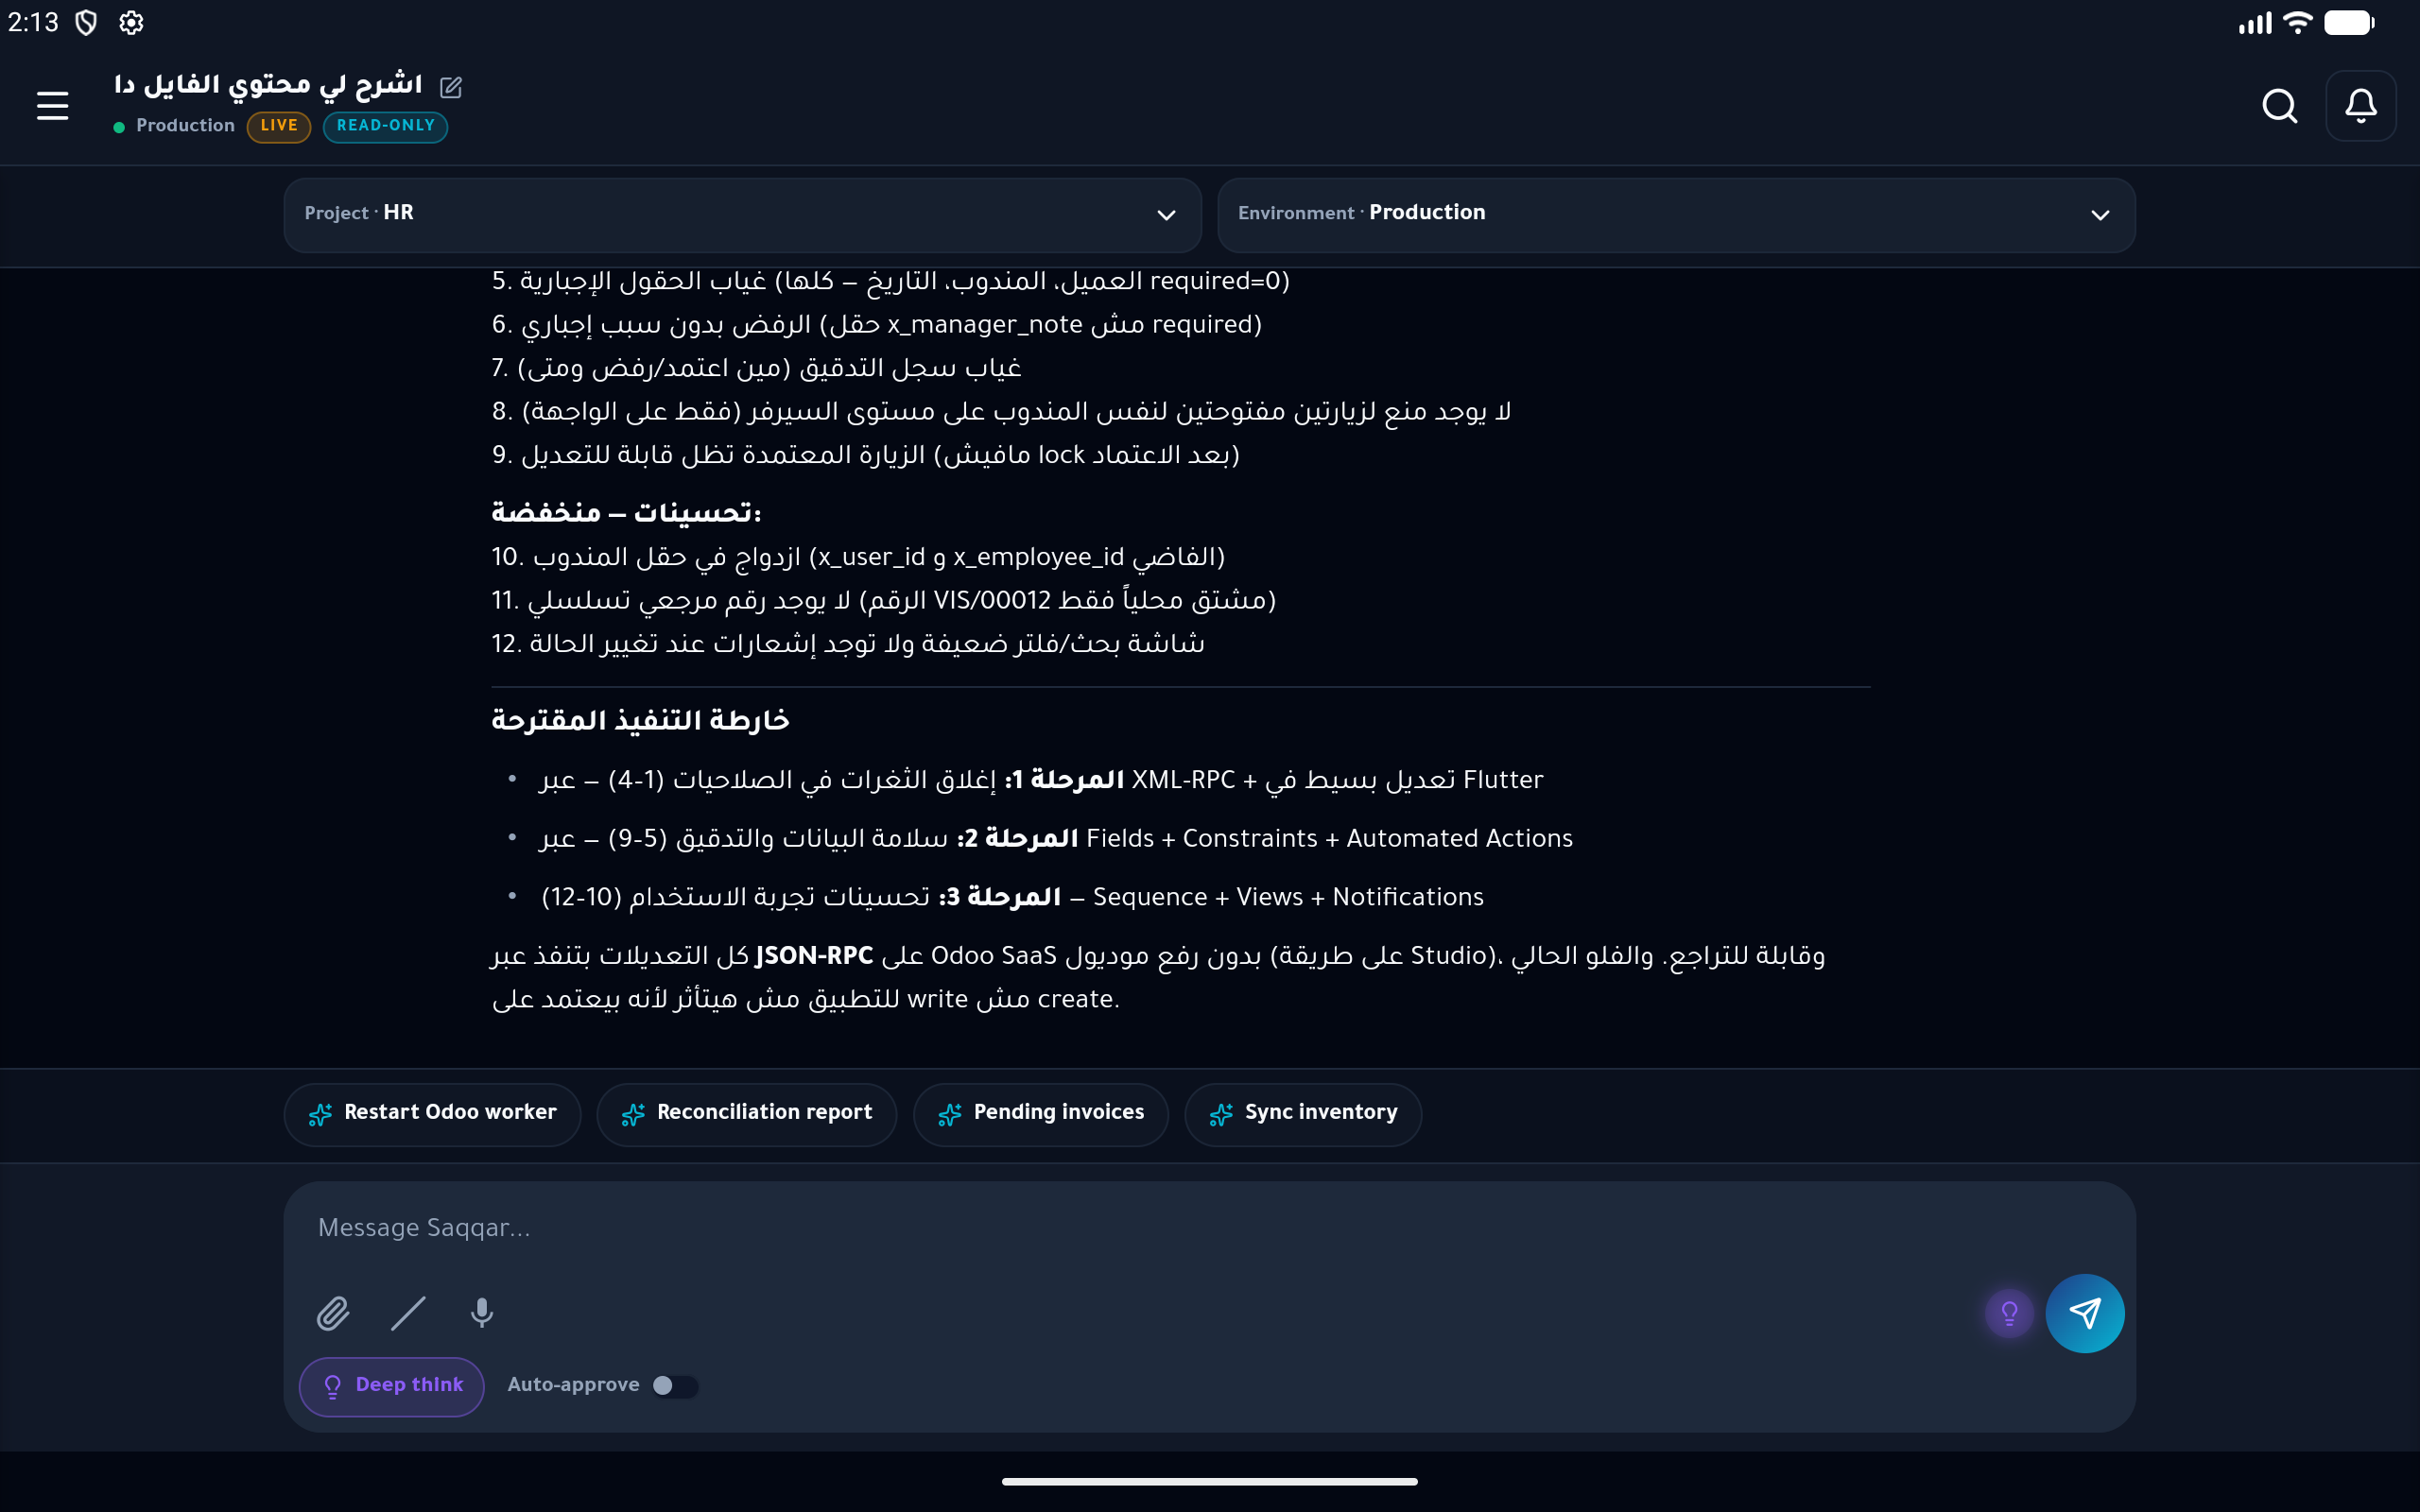 2:13
اشرح لي محتوي الفايل دا
Production LIVE READ-ONLY
Project · HR
Environment · Production
5. غياب الحقول الإجبارية (العميل، المندوب، التاريخ – كلها required=0)
6. الرفض بدون سبب إجباري (حقل x_manager_note مش required)
7. غياب سجل التدقيق (مين اعتمد/رفض ومتى)
8. لا يوجد منع لزيارتين مفتوحتين لنفس المندوب على مستوى السيرفر (فقط على الواجهة)
9. الزيارة المعتمدة تظل قابلة للتعديل (مافيش lock بعد الاعتماد)
تحسينات – منخفضة:
10. ازدواج في حقل المندوب (x_user_id و x_employee_id الفاضي)
11. لا يوجد رقم مرجعي تسلسلي (الرقم VIS/00012 مشتق محلياً فقط)
12. شاشة بحث/فلتر ضعيفة ولا توجد إشعارات عند تغيير الحالة
خارطة التنفيذ المقترحة
• المرحلة 1: إغلاق الثغرات في الصلاحيات (1-4) – عبر XML-RPC + تعديل بسيط في Flutter
• المرحلة 2: سلامة البيانات والتدقيق (5-9) – عبر Fields + Constraints + Automated Actions
• المرحلة 3: تحسينات تجربة الاستخدام (10-12) – Sequence + Views + Notifications
كل التعديلات بتنفذ عبر JSON-RPC على Odoo SaaS بدون رفع موديول (على طريقة Studio)، وقابلة للتراجع. والفلو الحالي
للتطبيق مش هيتأثر لأنه بيعتمد على write مش create.
Restart Odoo worker
Reconciliation report
Pending invoices
Sync inventory
Message Saqqar...
Deep think
Auto-approve